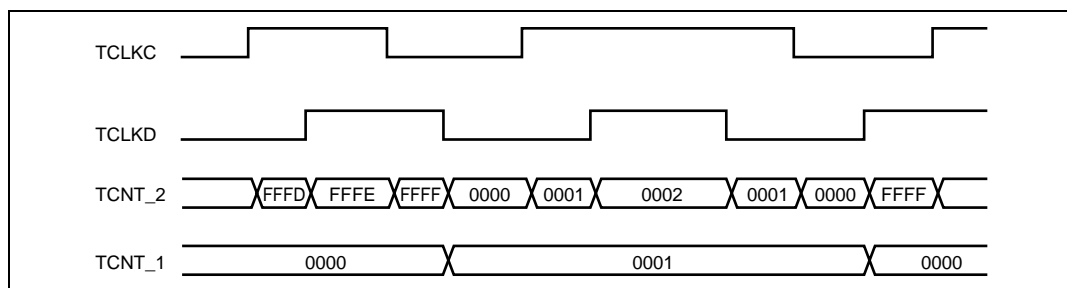 TCLKC
TCLKD
TCNT_2 FFFD FFFE FFFF 0000 0001 0002 0001 0000 FFFF
TCNT_1 0000 0001 0000